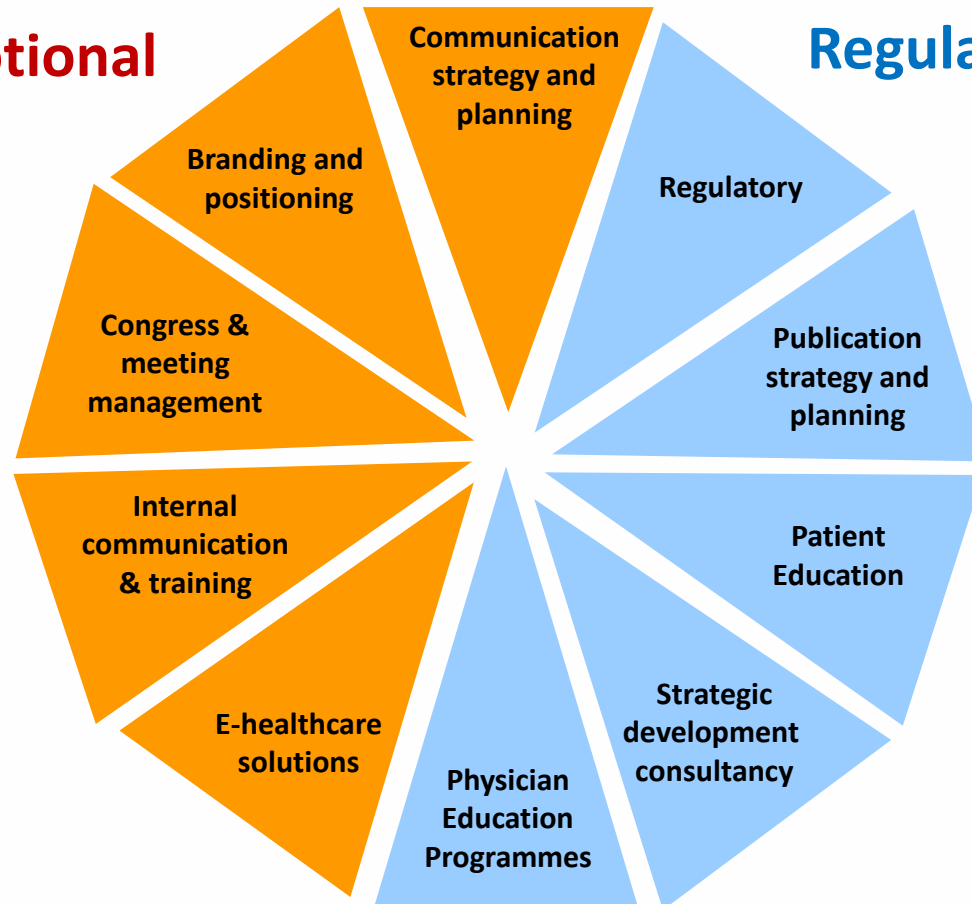 otional
Regula
Communication
strategy and
planning
Branding and
positioning
Regulatory
Congress &
meeting
management
Publication
strategy and
planning
Internal
communication
& training
Patient
Education
E-healthcare
solutions
Strategic
development
consultancy
Physician
Education
Programmes